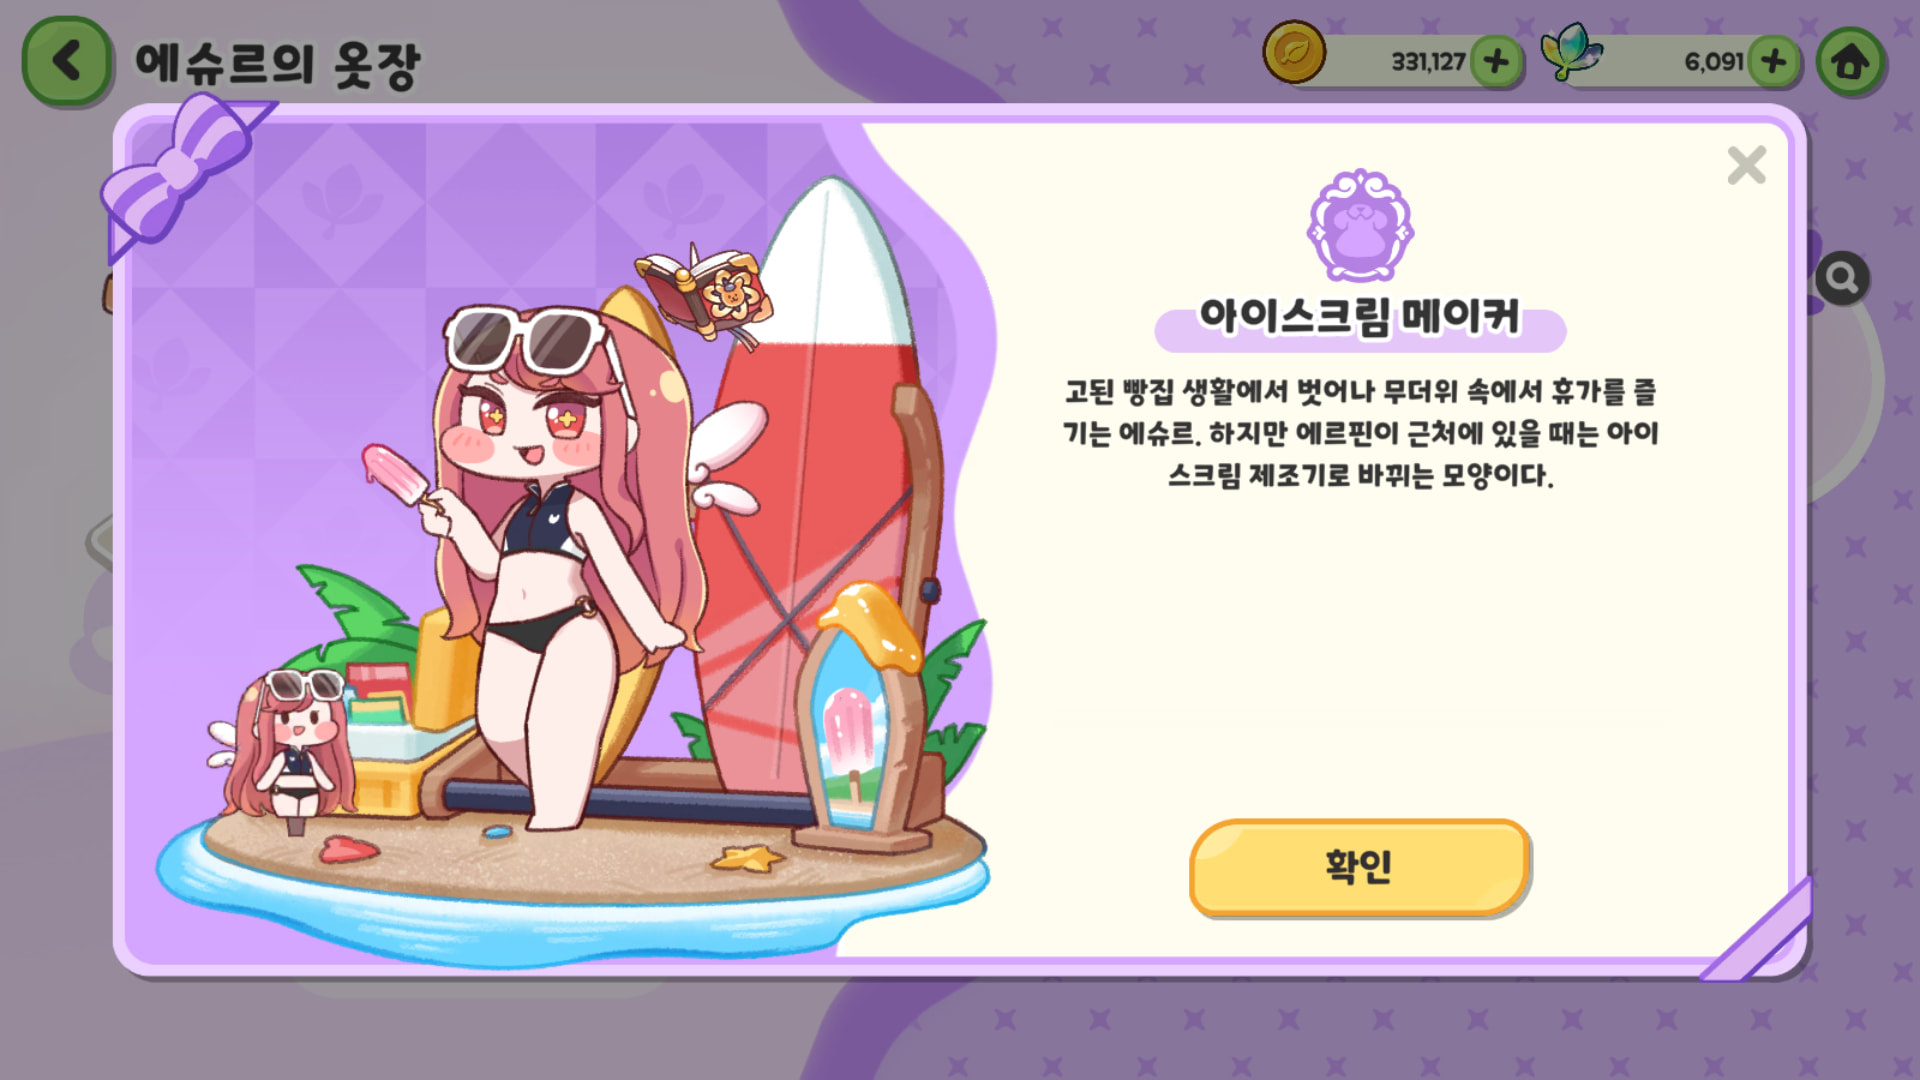 에슈르의 옷장
331,127
6,091
아이스크림 메이커
고된 빵집 생활에서 벗어나 무더위 속에서 휴가를 즐
기는 에슈르. 하지만 에르핀이 근처에 있을 때는 아이
스크림 제조기로 바뀌는 모양이다.
확인